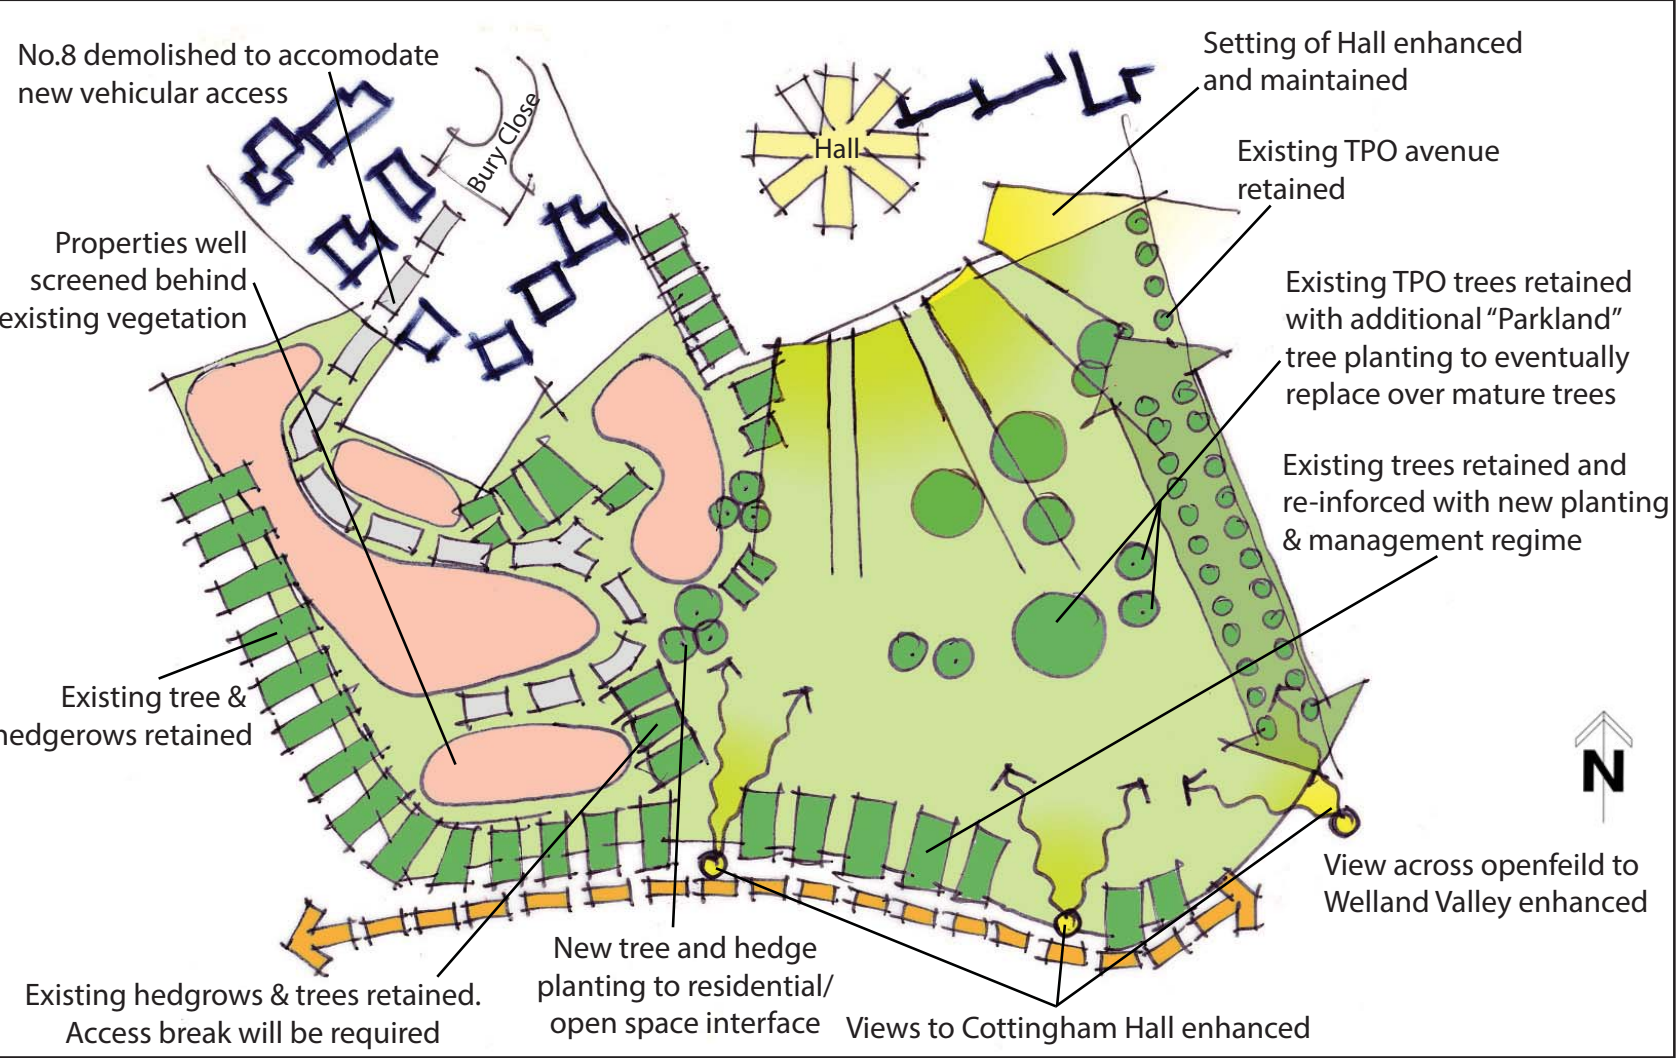 No.8 demolished to accomodate
new vehicular access
Bury Close
Hall
Setting of Hall enhanced
and maintained
Existing TPO avenue
retained
Properties well
screened behind
existing vegetation
Existing TPO trees retained
with additional “Parkland”
tree planting to eventually
replace over mature trees
Existing trees retained and
re-inforced with new planting
& management regime
Existing tree &
hedgerows retained
N
View across openfeild to
Welland Valley enhanced
New tree and hedge
planting to residential/
open space interface
Existing hedgrows & trees retained.
Access break will be required
Views to Cottingham Hall enhanced